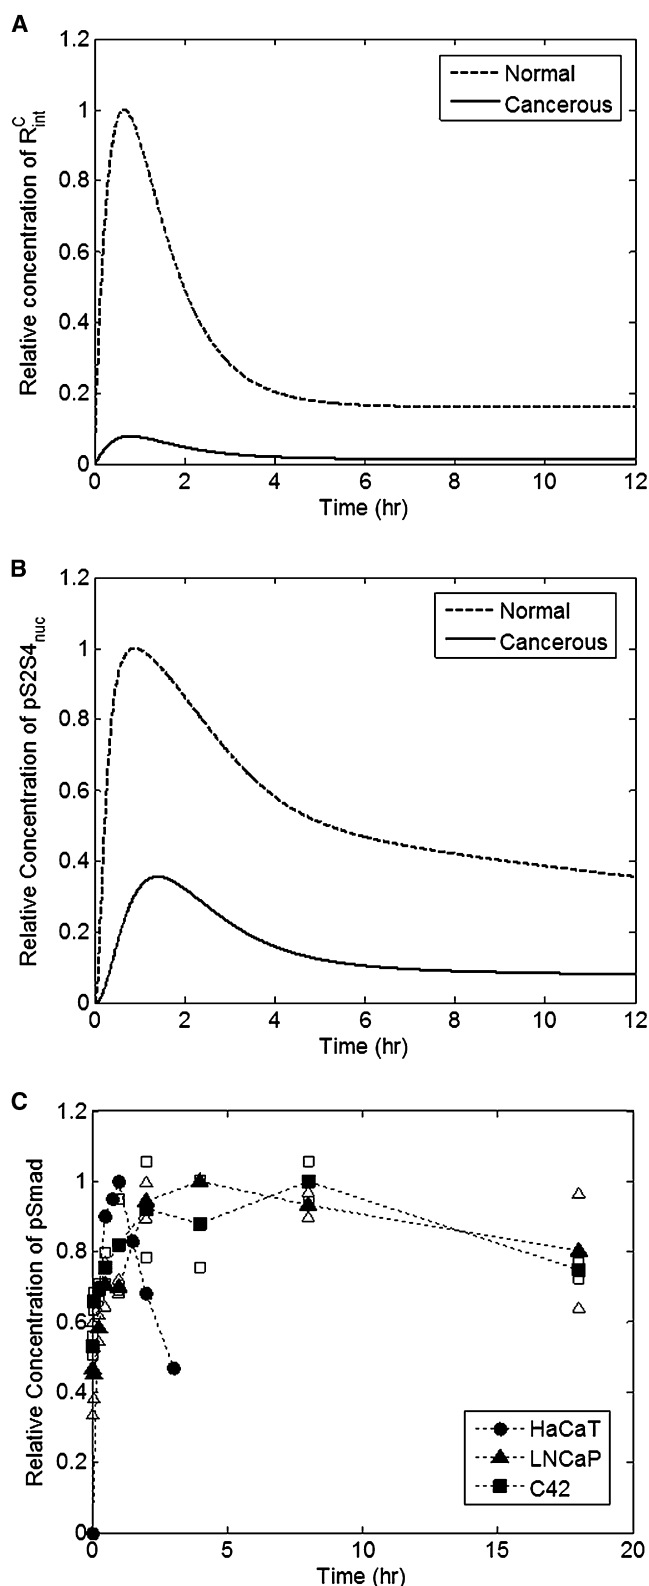 A
1.2
1
0.8
0.6
0.4
0.2
0
Relative concentration of R^C_int
Normal
Cancerous
0 2 4 6 8 10 12
Time (hr)
B
1.2
1
0.8
0.6
0.4
0.2
0
Relative Concentration of pS2S4_nuc
Normal
Cancerous
0 2 4 6 8 10 12
Time (hr)
C
1.2
1
0.8
0.6
0.4
0.2
0
Relative Concentration of pSmad
HaCaT
LNCaP
C42
0 5 10 15 20
Time (hr)